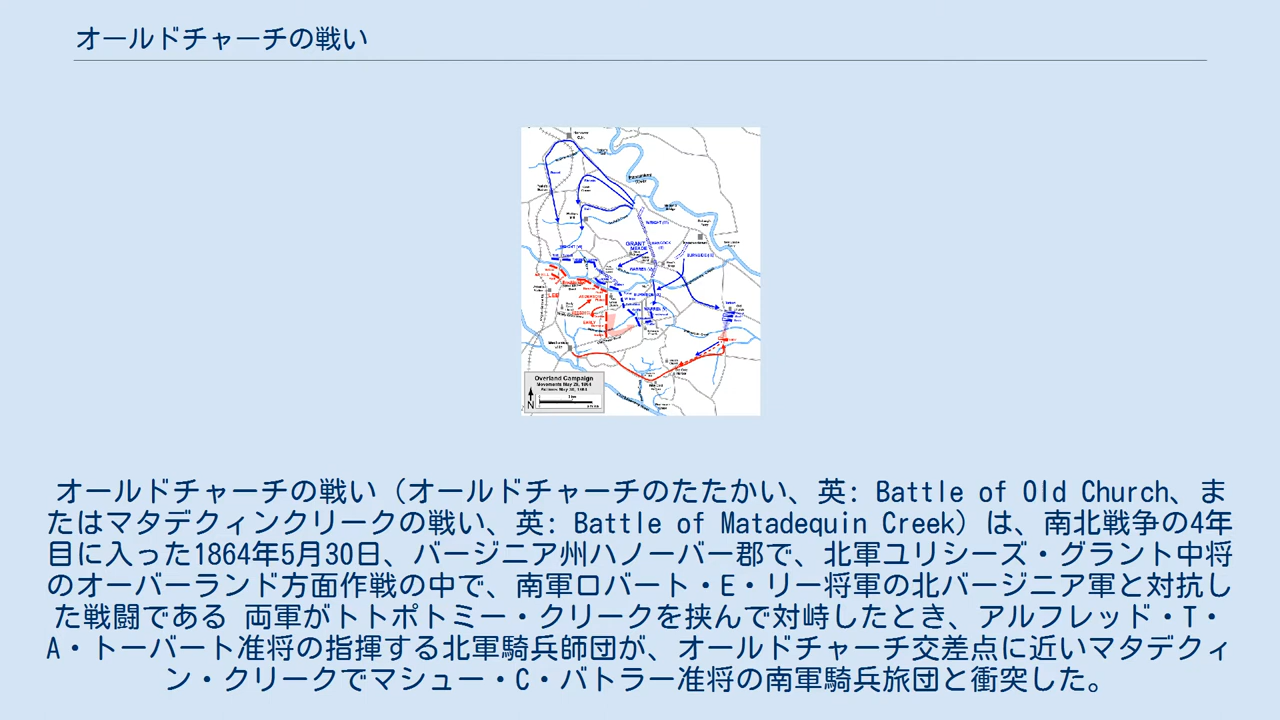 オールドチャーチの戦い
GRANT
MEADE
LEE
Overland Campaign
オールドチャーチの戦い（オールドチャーチのたたかい、英: Battle of Old Church、ま
たはマタデクィンクリークの戦い、英: Battle of Matadequin Creek）は、南北戦争の4年
目に入った1864年5月30日、バージニア州ハノーバー郡で、北軍ユリシーズ・グラント中将
のオーバーランド方面作戦の中で、南軍ロバート・E・リー将軍の北バージニア軍と対抗し
た戦闘である 両軍がトトポトミー・クリークを挟んで対峙したとき、アルフレッド・T・
A・トーバート准将の指揮する北軍騎兵師団が、オールドチャーチ交差点に近いマタデクィ
ン・クリークでマシュー・C・バトラー准将の南軍騎兵旅団と衝突した。